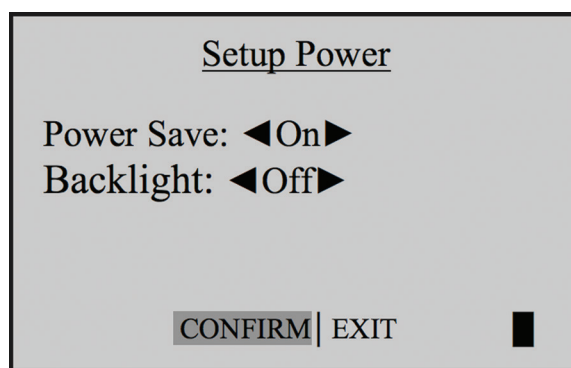 Setup Power
Power Save: ◀On▶
Backlight: ◀Off▶
CONFIRM| EXIT